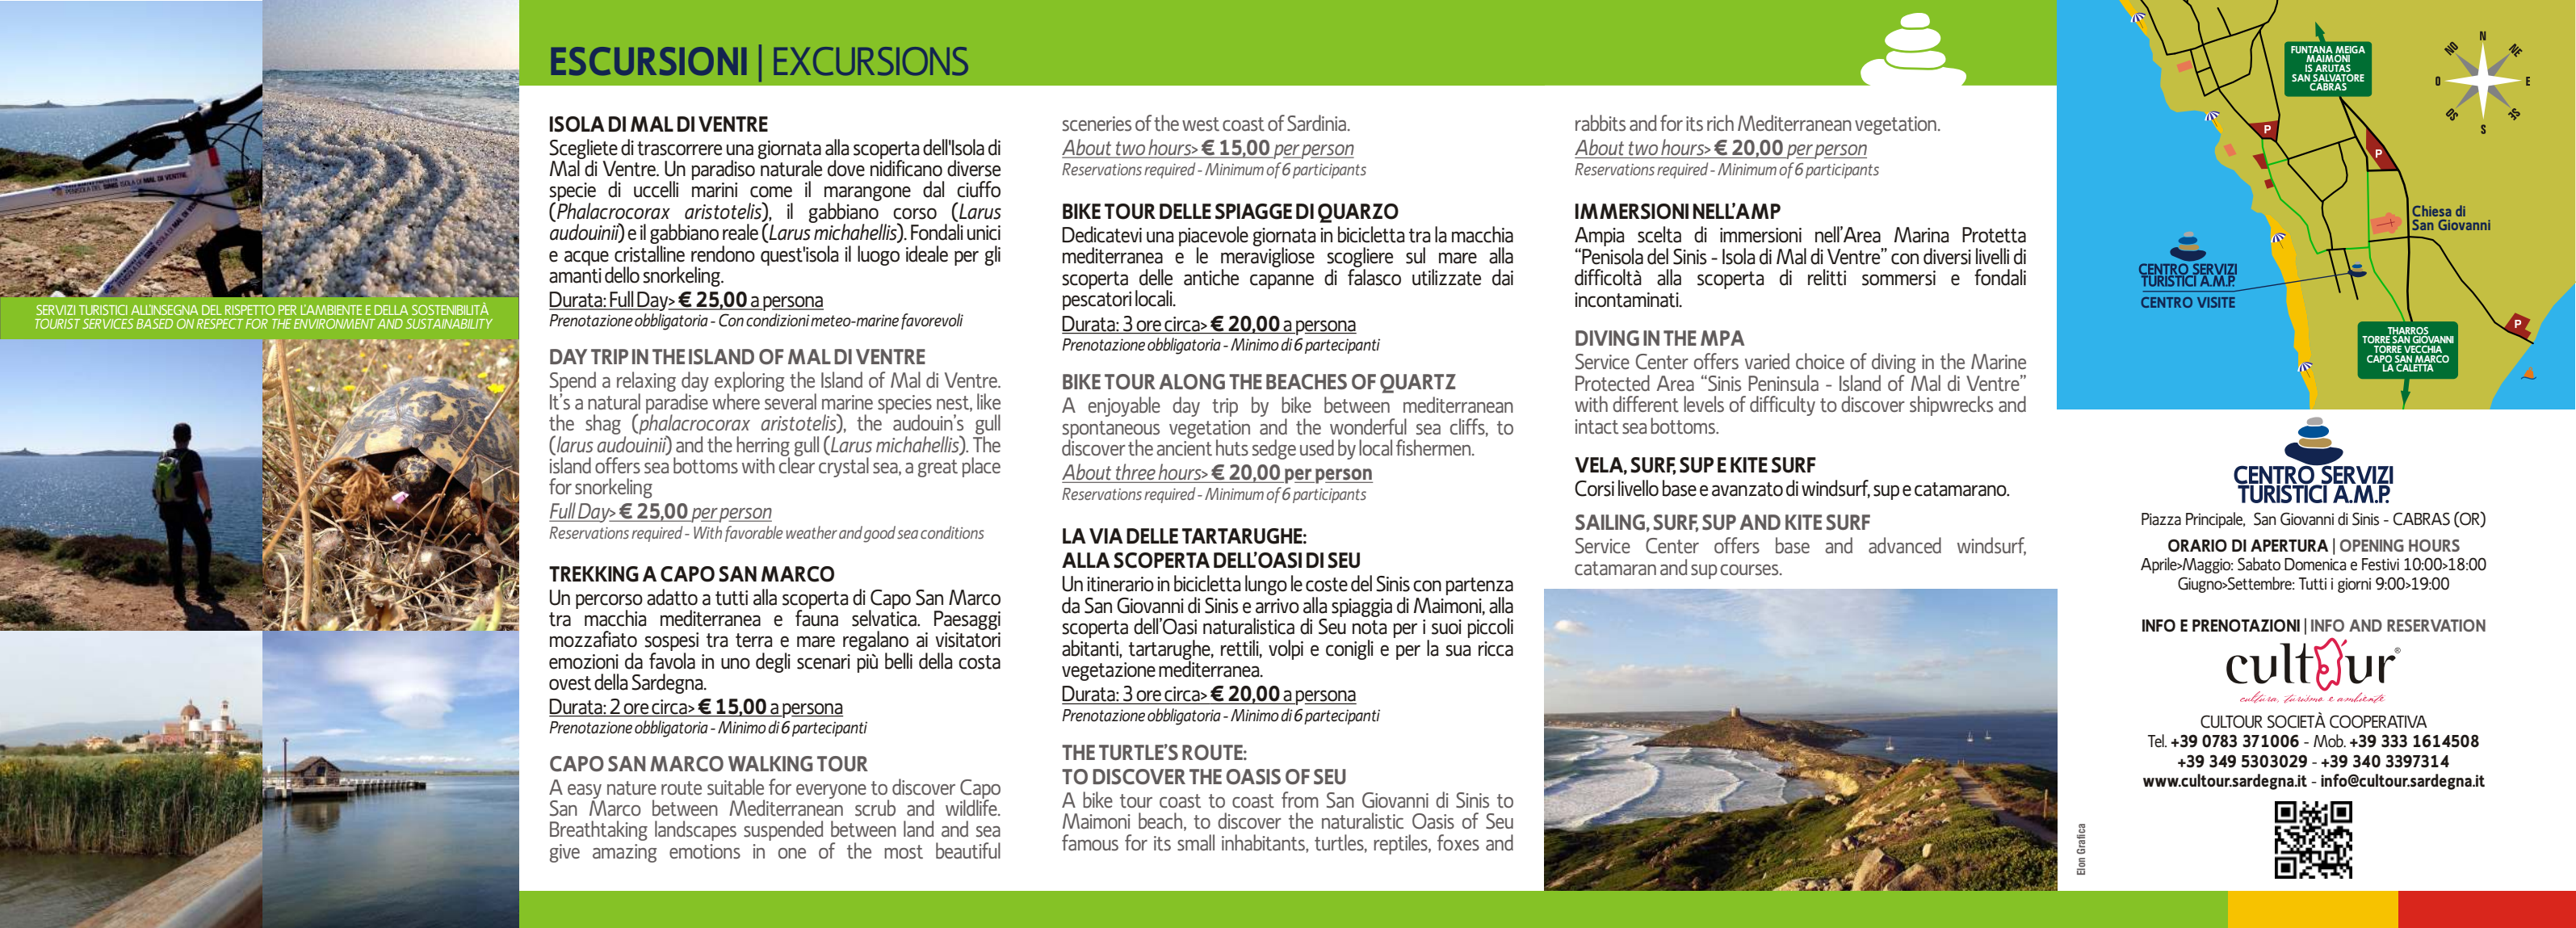 SERVIZI TURISTICI ALL'INSEGNA DEL RISPETTO PER L'AMBIENTE E DELLA SOSTENIBILITÀ
TOURIST SERVICES BASED ON RESPECT FOR THE ENVIRONMENT AND SUSTAINABILITY
ESCURSIONI | EXCURSIONS
ISOLA DI MAL DI VENTRE
Scegliete di trascorrere una giornata alla scoperta dell'Isola di
Mal di Ventre. Un paradiso naturale dove nidificano diverse
specie di uccelli marini come il marangone dal ciuffo
(Phalacrocorax aristotelis), il gabbiano corso (Larus
audouinii) e il gabbiano reale (Larus michahellis). Fondali unici
e acque cristalline rendono quest'isola il luogo ideale per gli
amanti dello snorkeling.
Durata: Full Day> € 25,00 a persona
Prenotazione obbligatoria - Con condizioni meteo-marine favorevoli
DAY TRIP IN THE ISLAND OF MAL DI VENTRE
Spend a relaxing day exploring the Island of Mal di Ventre.
It's a natural paradise where several marine species nest, like
the shag (phalacrocorax aristotelis), the audouin's gull
(larus audouinii) and the herring gull (Larus michahellis). The
island offers sea bottoms with clear crystal sea, a great place
for snorkeling
Full Day> € 25,00 per person
Reservations required - With favorable weather and good sea conditions
TREKKING A CAPO SAN MARCO
Un percorso adatto a tutti alla scoperta di Capo San Marco
tra macchia mediterranea e fauna selvatica. Paesaggi
mozzafiato sospesi tra terra e mare regalano ai visitatori
emozioni da favola in uno degli scenari più belli della costa
ovest della Sardegna.
Durata: 2 ore circa> € 15,00 a persona
Prenotazione obbligatoria - Minimo di 6 partecipanti
CAPO SAN MARCO WALKING TOUR
A easy nature route suitable for everyone to discover Capo
San Marco between Mediterranean scrub and wildlife.
Breathtaking landscapes suspended between land and sea
give amazing emotions in one of the most beautiful
sceneries of the west coast of Sardinia.
About two hours> € 15,00 per person
Reservations required - Minimum of 6 participants
BIKE TOUR DELLE SPIAGGE DI QUARZO
Dedicatevi una piacevole giornata in bicicletta tra la macchia
mediterranea e le meravigliose scogliere sul mare alla
scoperta delle antiche capanne di falasco utilizzate dai
pescatori locali.
Durata: 3 ore circa> € 20,00 a persona
Prenotazione obbligatoria - Minimo di 6 partecipanti
BIKE TOUR ALONG THE BEACHES OF QUARTZ
A enjoyable day trip by bike between mediterranean
spontaneous vegetation and the wonderful sea cliffs, to
discover the ancient huts sedge used by local fishermen.
About three hours> € 20,00 per person
Reservations required - Minimum of 6 participants
LA VIA DELLE TARTARUGHE:
ALLA SCOPERTA DELL'OASI DI SEU
Un itinerario in bicicletta lungo le coste del Sinis con partenza
da San Giovanni di Sinis e arrivo alla spiaggia di Maimoni, alla
scoperta dell'Oasi naturalistica di Seu nota per i suoi piccoli
abitanti, tartarughe, rettili, volpi e conigli e per la sua ricca
vegetazione mediterranea.
Durata: 3 ore circa> € 20,00 a persona
Prenotazione obbligatoria - Minimo di 6 partecipanti
THE TURTLE'S ROUTE:
TO DISCOVER THE OASIS OF SEU
A bike tour coast to coast from San Giovanni di Sinis to
Maimoni beach, to discover the naturalistic Oasis of Seu
famous for its small inhabitants, turtles, reptiles, foxes and
rabbits and for its rich Mediterranean vegetation.
About two hours> € 20,00 per person
Reservations required - Minimum of 6 participants
IMMERSIONI NELL'AMP
Ampia scelta di immersioni nell'Area Marina Protetta
"Penisola del Sinis - Isola di Mal di Ventre" con diversi livelli di
difficoltà alla scoperta di relitti sommersi e fondali
incontaminati.
DIVING IN THE MPA
Service Center offers varied choice of diving in the Marine
Protected Area "Sinis Peninsula - Island of Mal di Ventre"
with different levels of difficulty to discover shipwrecks and
intact sea bottoms.
VELA, SURF, SUP E KITE SURF
Corsi livello base e avanzato di windsurf, sup e catamarano.
SAILING, SURF, SUP AND KITE SURF
Service Center offers base and advanced windsurf,
catamaran and sup courses.
FUNTANA MEIGA
MAIMONI
IS ARUTAS
SAN SALVATORE
CABRAS
N
NE
E
SE
S
SO
O
NO
P
P
Chiesa di
San Giovanni
CENTRO SERVIZI
TURISTICI A.M.P.
CENTRO VISITE
P
THARROS
TORRE SAN GIOVANNI
TORRE VECCHIA
CAPO SAN MARCO
LA CALETTA
CENTRO SERVIZI
TURISTICI A.M.P.
Piazza Principale, San Giovanni di Sinis - CABRAS (OR)
ORARIO DI APERTURA | OPENING HOURS
Aprile>Maggio: Sabato Domenica e Festivi 10:00>18:00
Giugno>Settembre: Tutti i giorni 9:00>19:00
INFO E PRENOTAZIONI | INFO AND RESERVATION
cultour®
cultura, turismo e ambiente
CULTOUR SOCIETÀ COOPERATIVA
Tel. +39 0783 371006 - Mob. +39 333 1614508
+39 349 5303029 - +39 340 3397314
www.cultour.sardegna.it - info@cultour.sardegna.it
Elon Grafica